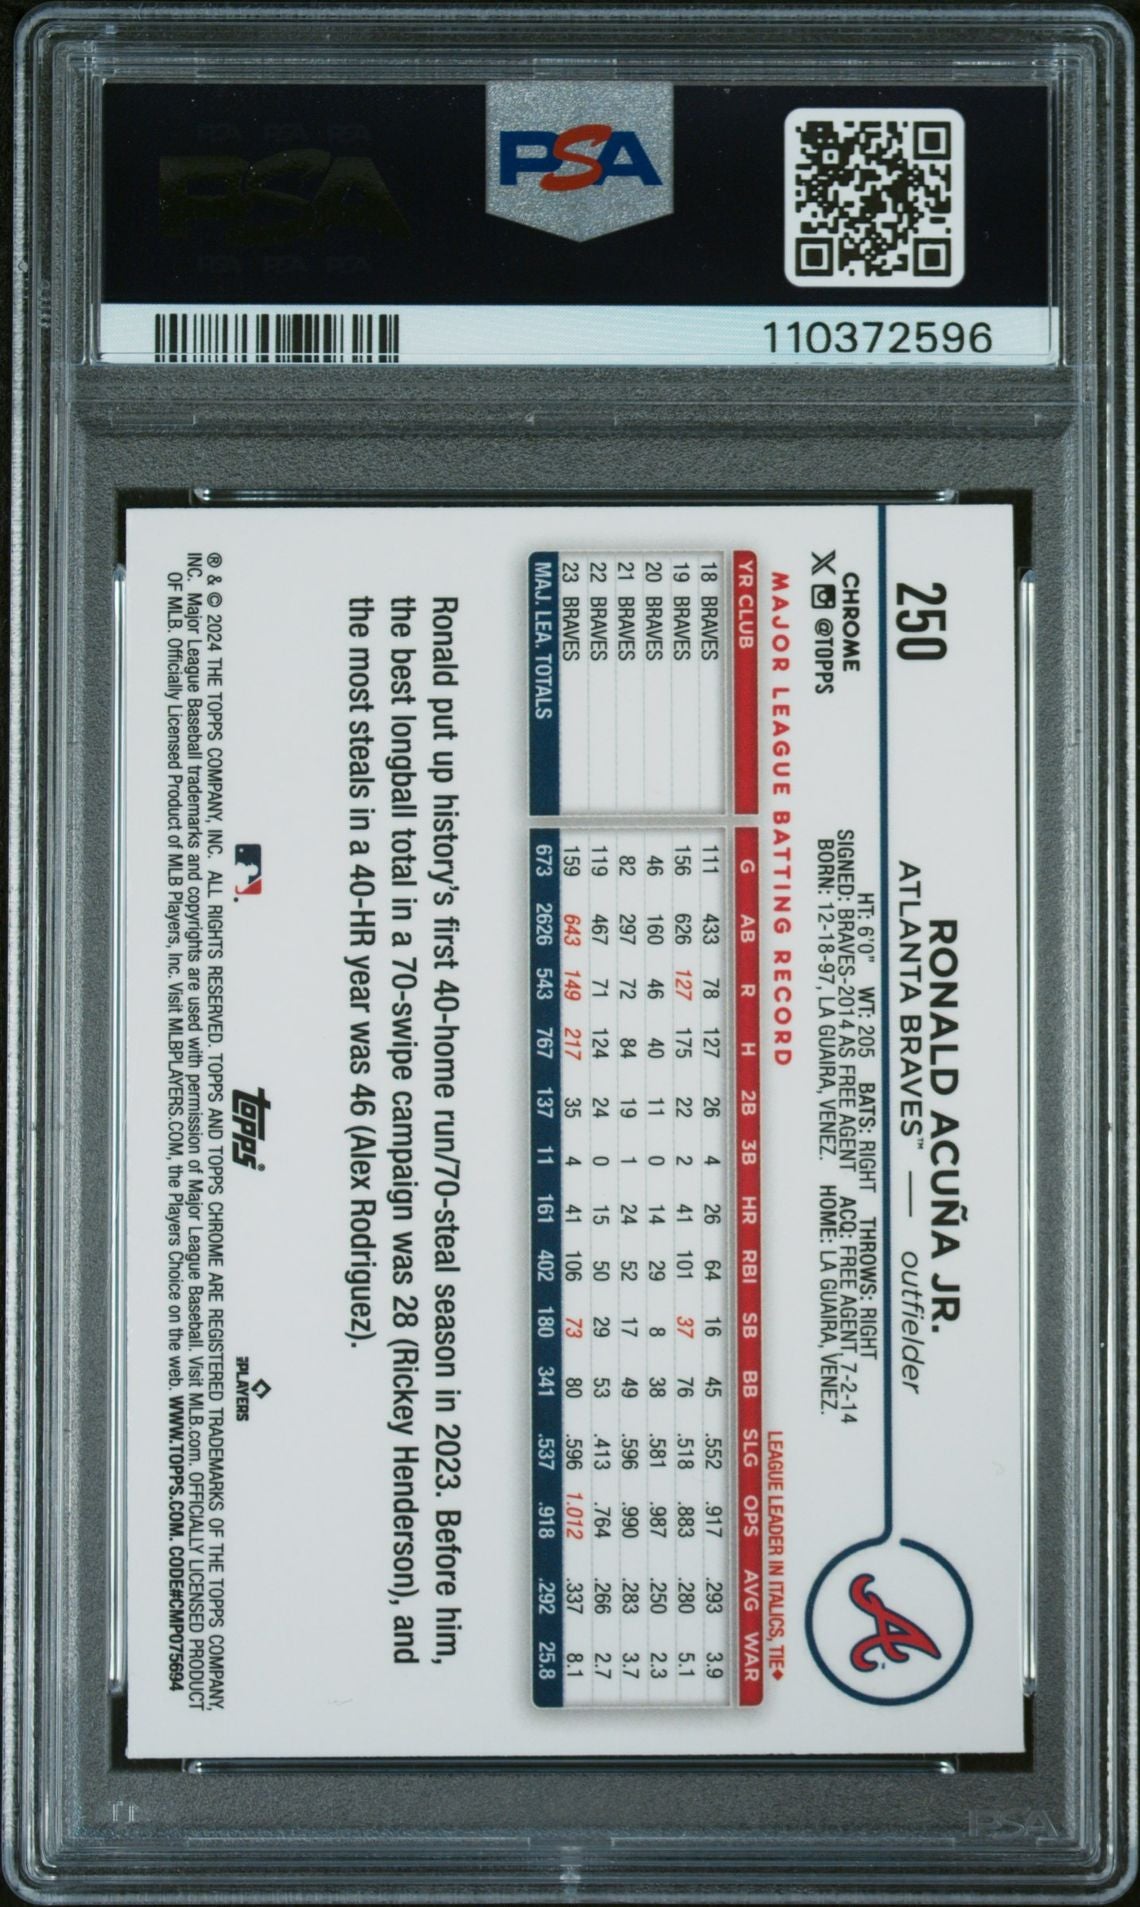 PSA
110372596
250
RONALD ACUÑA JR.
ATLANTA BRAVES™ — outfielder
CHROME
@TOPPS
HT: 6'0" WT: 205 BATS: RIGHT THROWS: RIGHT
SIGNED: BRAVES-2014 AS FREE AGENT ACQ: FREE AGENT, 7-2-14
BORN: 12-18-97, LA GUAIRA, VENEZ. HOME: LA GUAIRA, VENEZ.
MAJOR LEAGUE BATTING RECORD
LEAGUE LEADER IN ITALICS, TIE◆
YR CLUB G AB R H 2B 3B HR RBI SB BB SLG OPS AVG WAR
18 BRAVES 111 433 78 127 26 4 26 64 16 45 .552 .917 .293 3.9
19 BRAVES 156 626 127 175 22 2 41 101 37 76 .518 .883 .280 5.1
20 BRAVES 46 160 46 40 11 0 14 29 8 38 .581 .987 .250 2.3
21 BRAVES 82 297 72 84 19 1 24 52 17 49 .596 .990 .283 3.7
22 BRAVES 119 467 71 124 24 0 15 50 29 53 .413 .764 .266 2.7
23 BRAVES 159 643 149 217 35 4 41 106 73 80 .596 1.012 .337 8.1
MAJ. LEA. TOTALS 673 2626 543 767 137 11 161 402 180 341 .537 .918 .292 25.8
Ronald put up history's first 40-home run/70-steal season in 2023. Before him,
the best longball total in a 70-swipe campaign was 28 (Rickey Henderson), and
the most steals in a 40-HR year was 46 (Alex Rodriguez).
topps®
PLAYERS
® & © 2024 THE TOPPS COMPANY, INC. ALL RIGHTS RESERVED. TOPPS AND TOPPS CHROME ARE REGISTERED TRADEMARKS OF THE TOPPS COMPANY,
INC. Major League Baseball trademarks and copyrights are used with permission of Major League Baseball. Visit MLB.com. OFFICIALLY LICENSED PRODUCT
OF MLB. Officially Licensed Product of MLB Players, Inc. Visit MLBPLAYERS.COM, the Players Choice on the web. WWW.TOPPS.COM. CODE#CMP075694
PSA